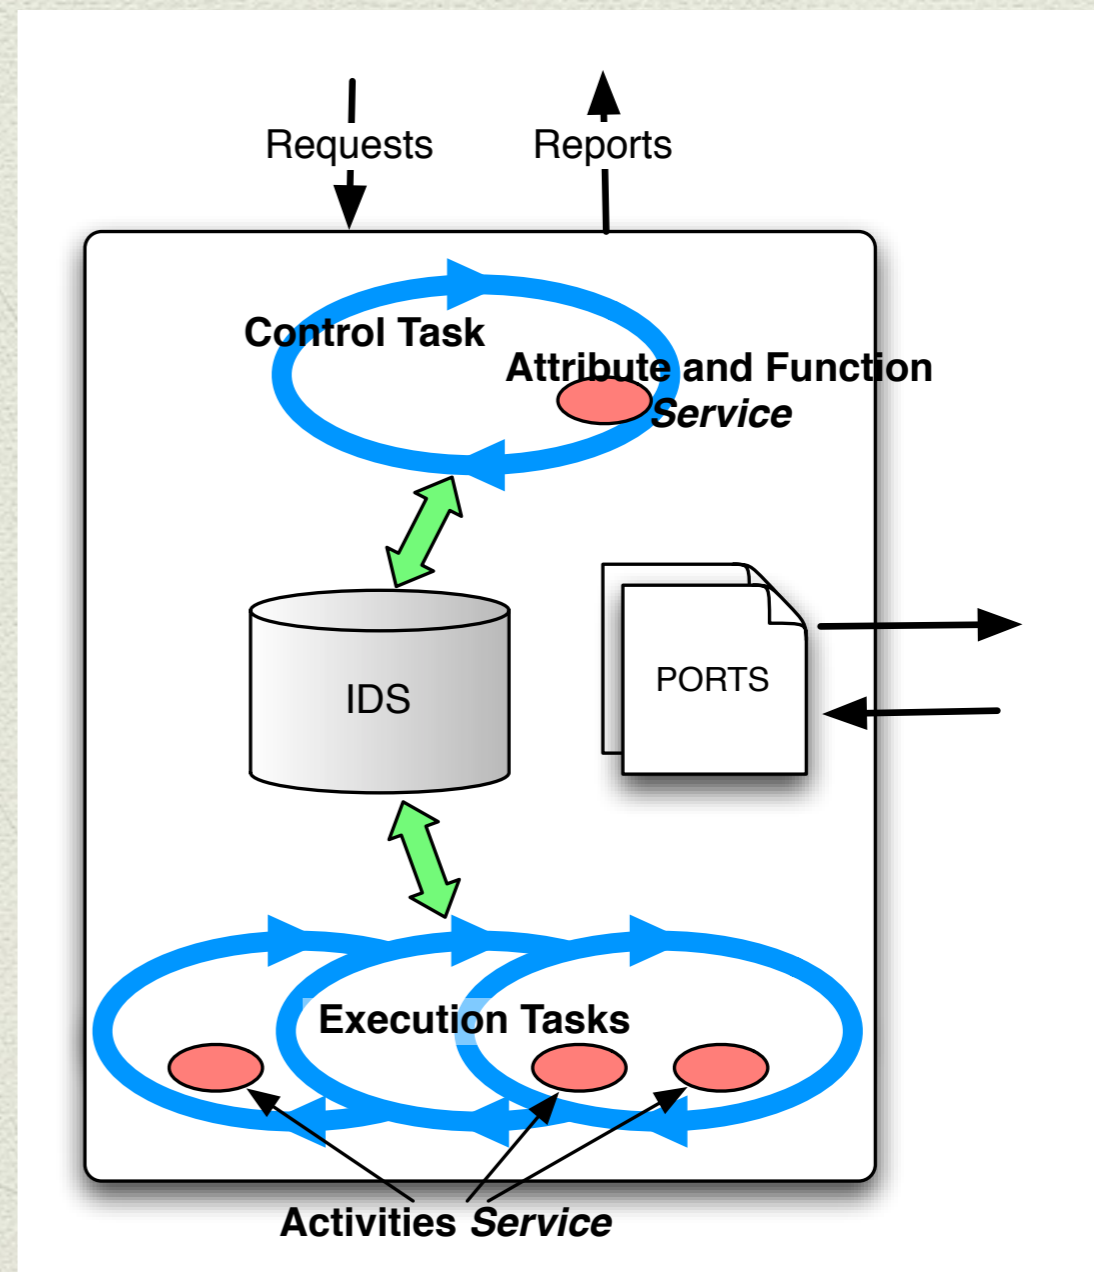 Requests
Reports
Control Task
Attribute and Function
Service
IDS
PORTS
Execution Tasks
Activities Service